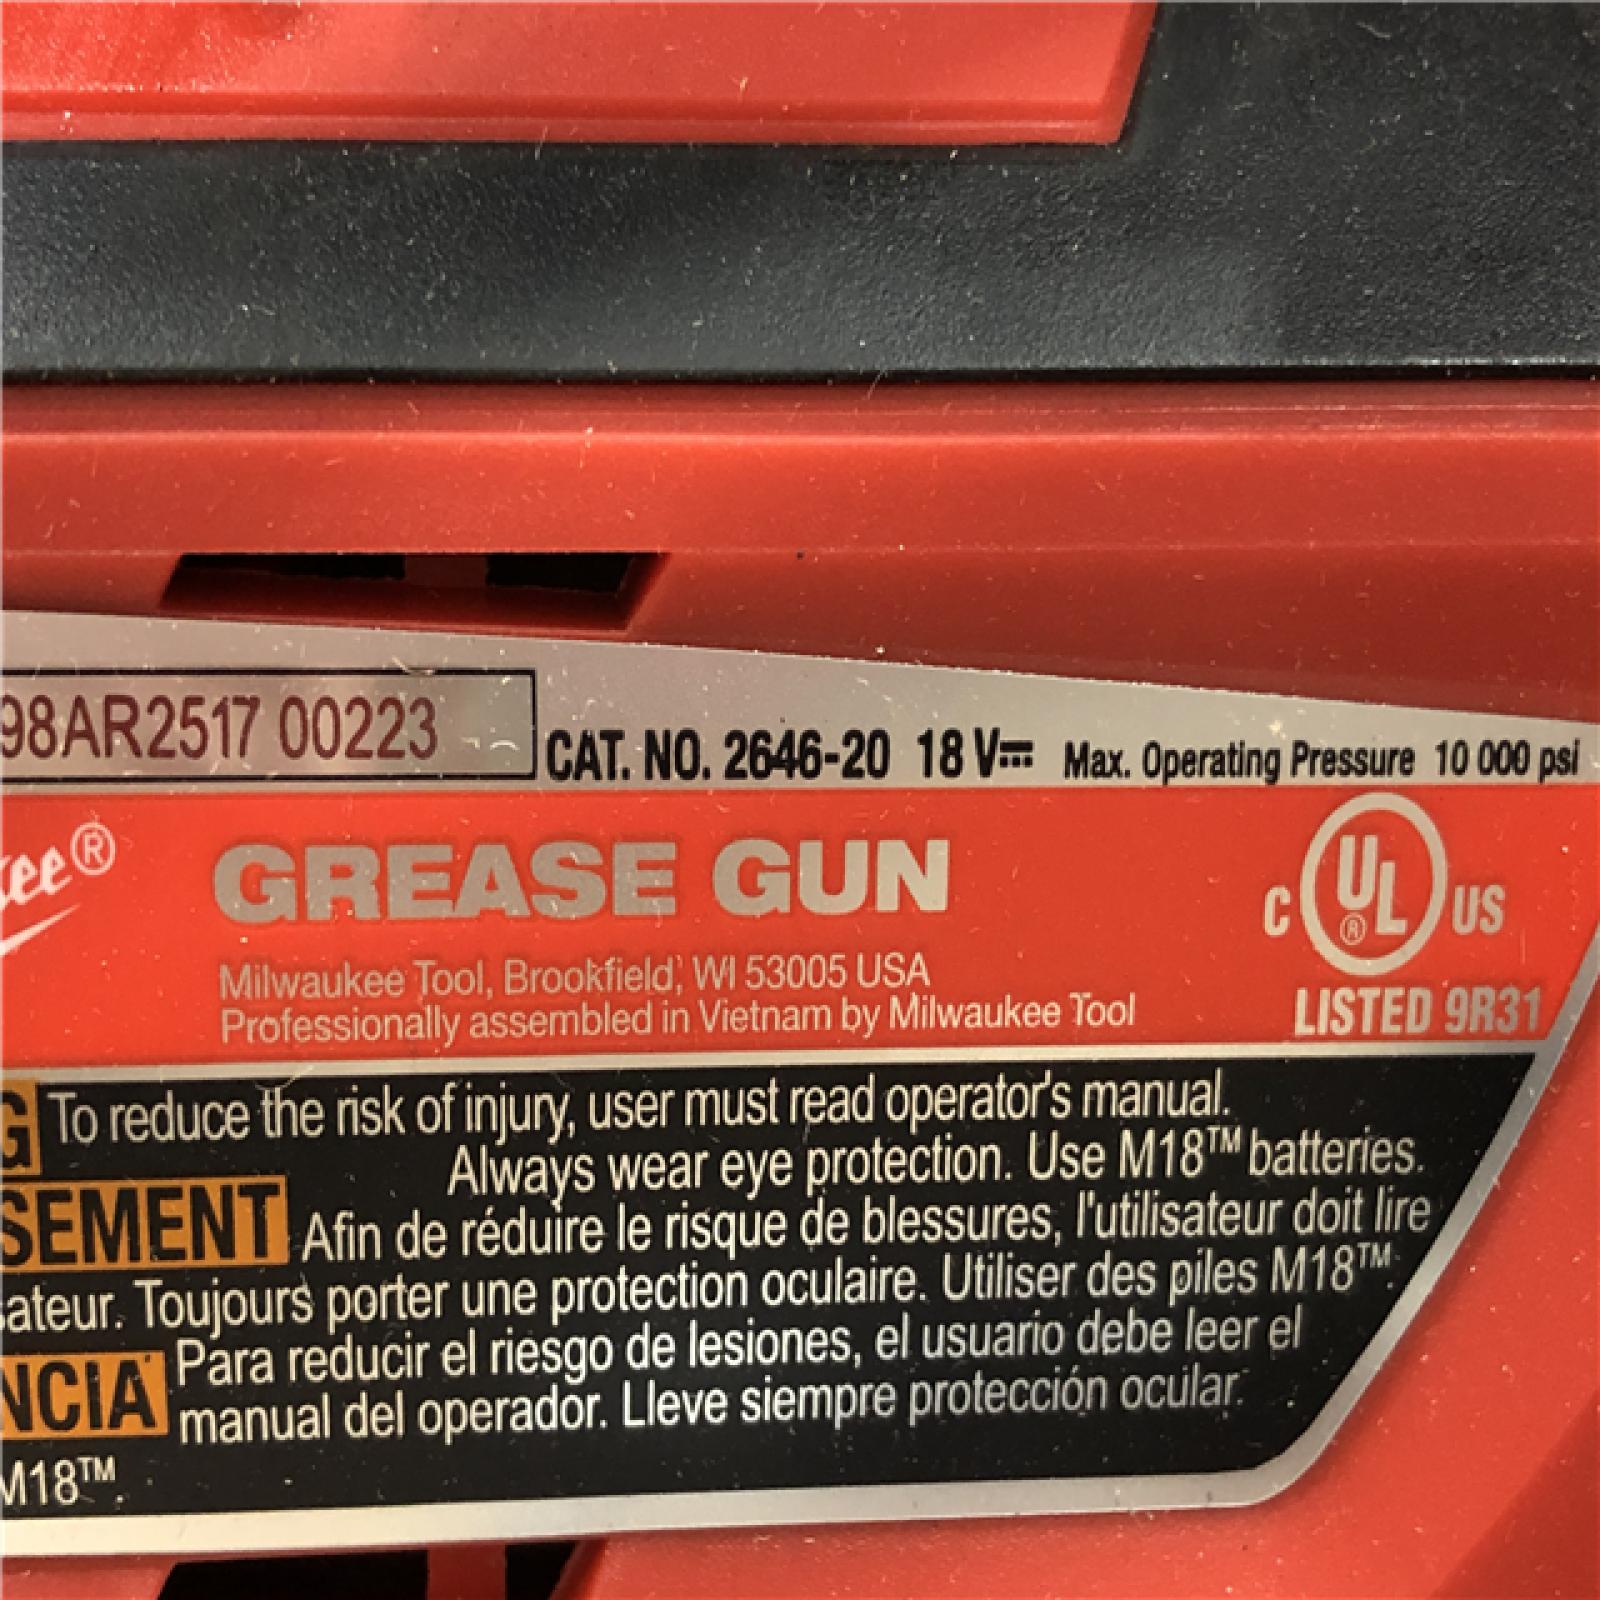 98AR2517 00223
CAT. NO. 2646-20 18 V⎓ Max. Operating Pressure 10 000 psi
kee®
GREASE GUN
Milwaukee Tool, Brookfield, WI 53005 USA
Professionally assembled in Vietnam by Milwaukee Tool
C UL® US
LISTED 9R31
G To reduce the risk of injury, user must read operator's manual.
Always wear eye protection. Use M18™ batteries.
SEMENT Afin de réduire le risque de blessures, l'utilisateur doit lire
sateur. Toujours porter une protection oculaire. Utiliser des piles M18™.
NCIA Para reducir el riesgo de lesiones, el usuario debe leer el
manual del operador. Lleve siempre protección ocular.
M18™.